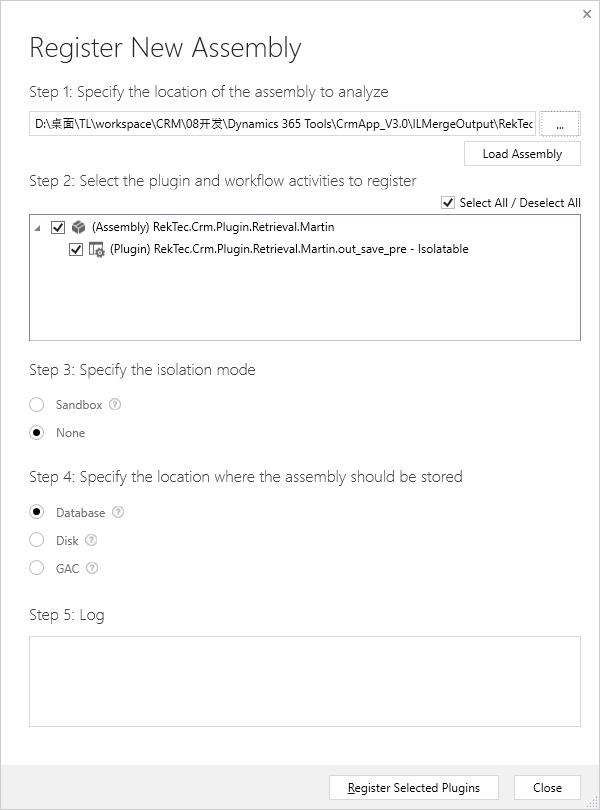 Register New Assembly
Step 1: Specify the location of the assembly to analyze
D:\桌面\TL\workspace\CRM\08开发\Dynamics 365 Tools\CrmApp_V3.0\ILMergeOutput\RekTec
...
Load Assembly
Step 2: Select the plugin and workflow activities to register
Select All / Deselect All
(Assembly) RekTec.Crm.Plugin.Retrieval.Martin
(Plugin) RekTec.Crm.Plugin.Retrieval.Martin.out_save_pre - Isolatable
Step 3: Specify the isolation mode
Sandbox ?
None
Step 4: Specify the location where the assembly should be stored
Database ?
Disk ?
GAC ?
Step 5: Log
Register Selected Plugins
Close